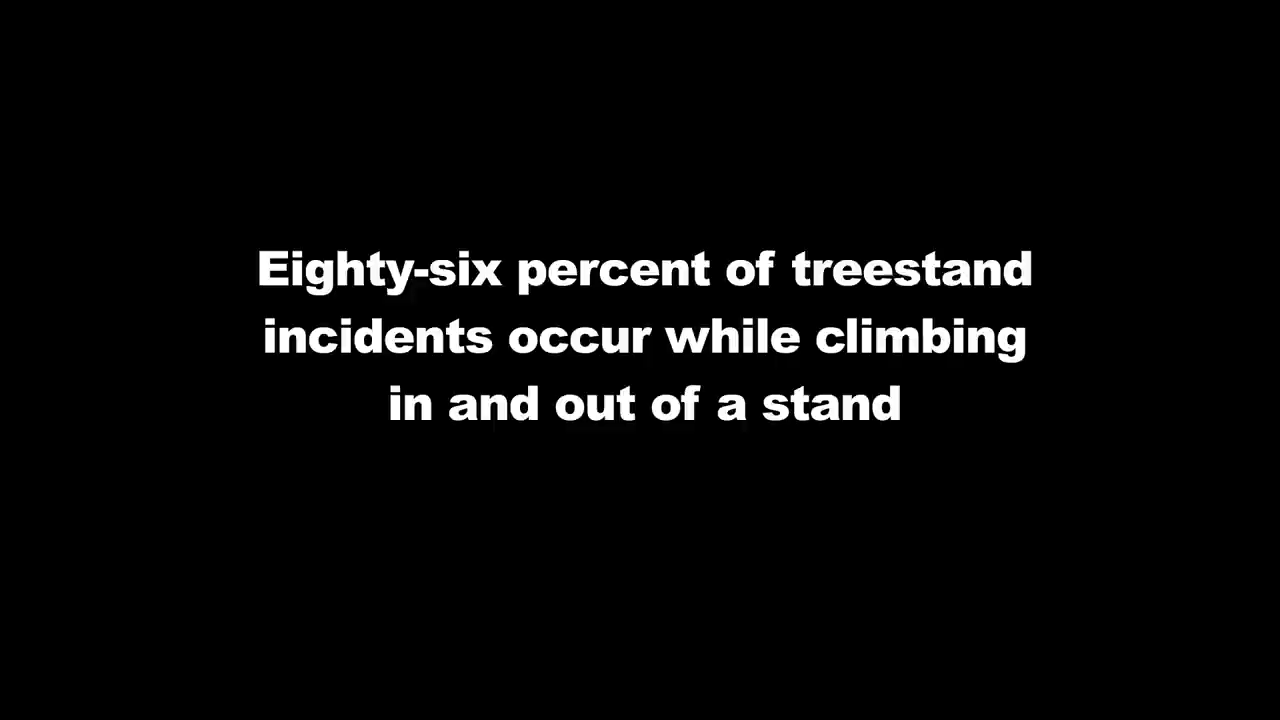 Eighty-six percent of treestand
incidents occur while climbing
in and out of a stand